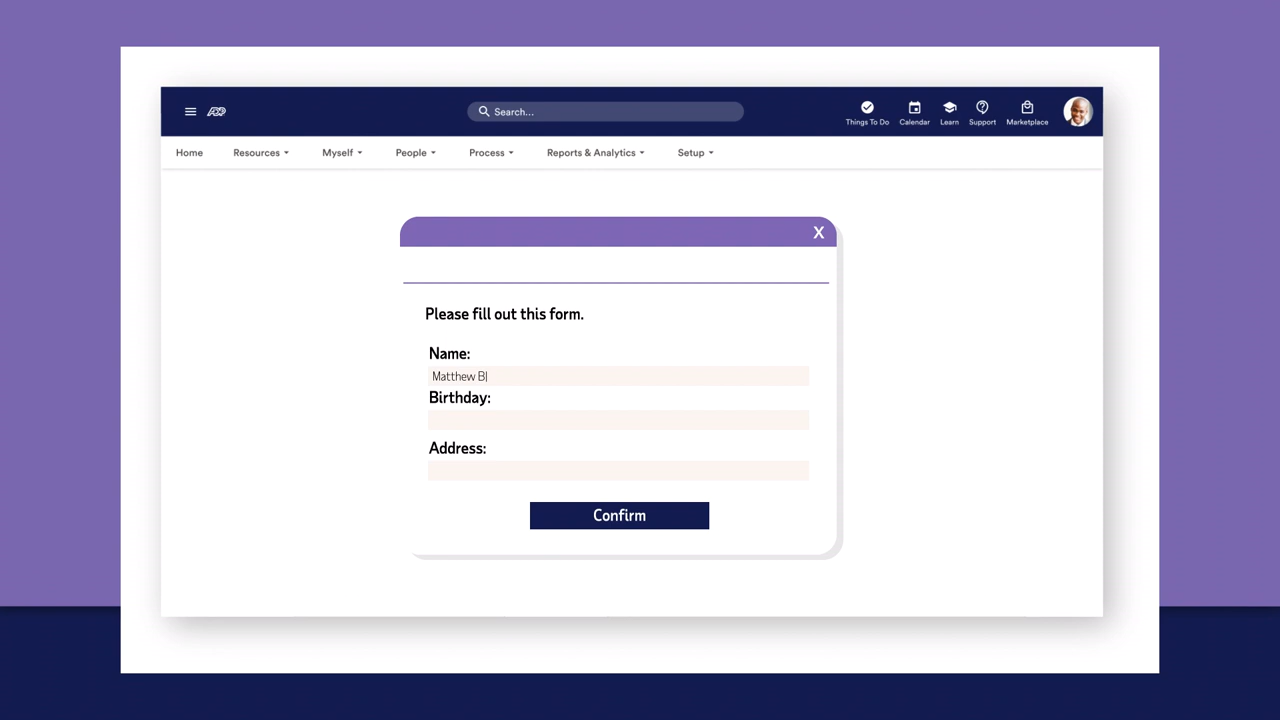 ADP
Search...
Things To Do
Calendar
Learn
Support
Marketplace
Home
Resources
Myself
People
Process
Reports & Analytics
Setup
X
Please fill out this form.
Name:
Matthew B
Birthday:
Address:
Confirm